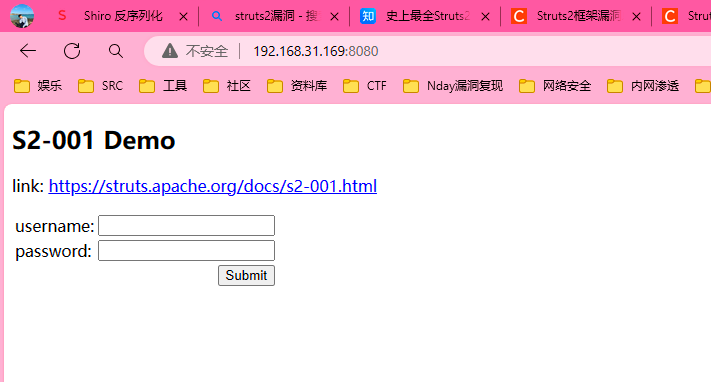 Shiro 反序列化 struts2漏洞 - 搜 史上最全Struts2 Struts2框架漏洞 Strut
不安全 192.168.31.169:8080
娱乐 SRC 工具 社区 资料库 CTF Nday漏洞复现 网络安全 内网渗透
S2-001 Demo
link: https://struts.apache.org/docs/s2-001.html
username:
password:
Submit